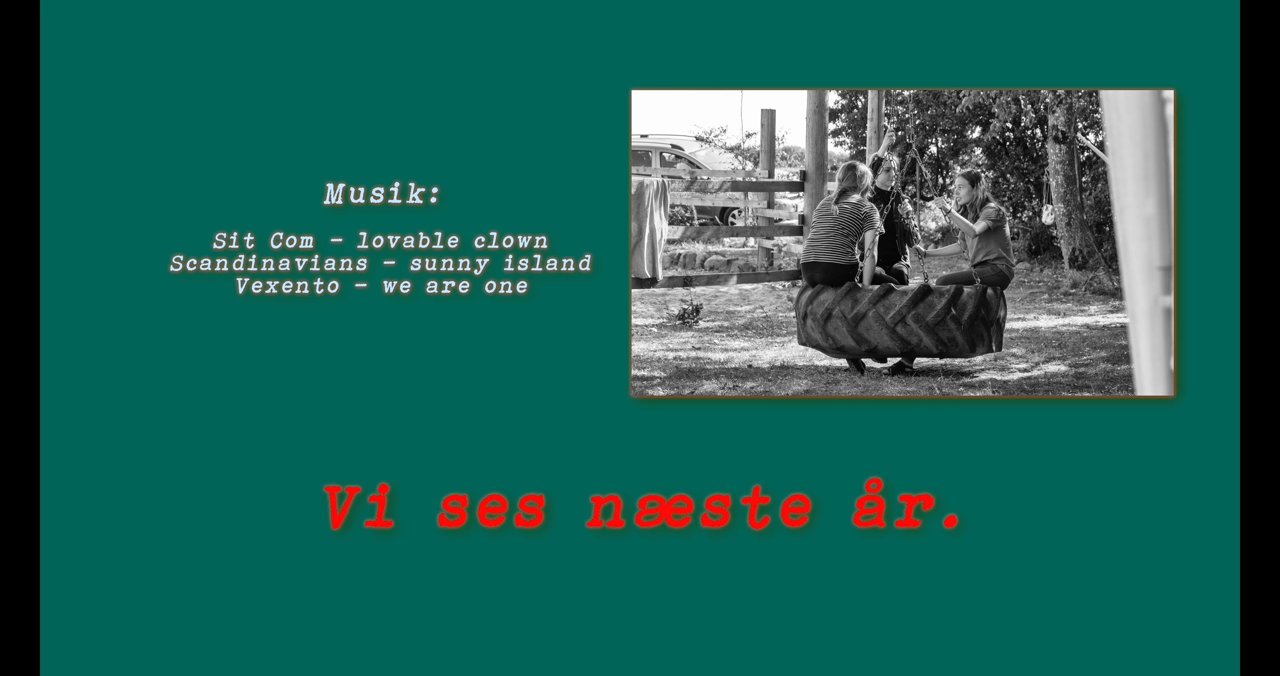 Musik:
Sit Com - lovable clown
Scandinavians - sunny island
Vexento - we are one
Vi ses næste år.